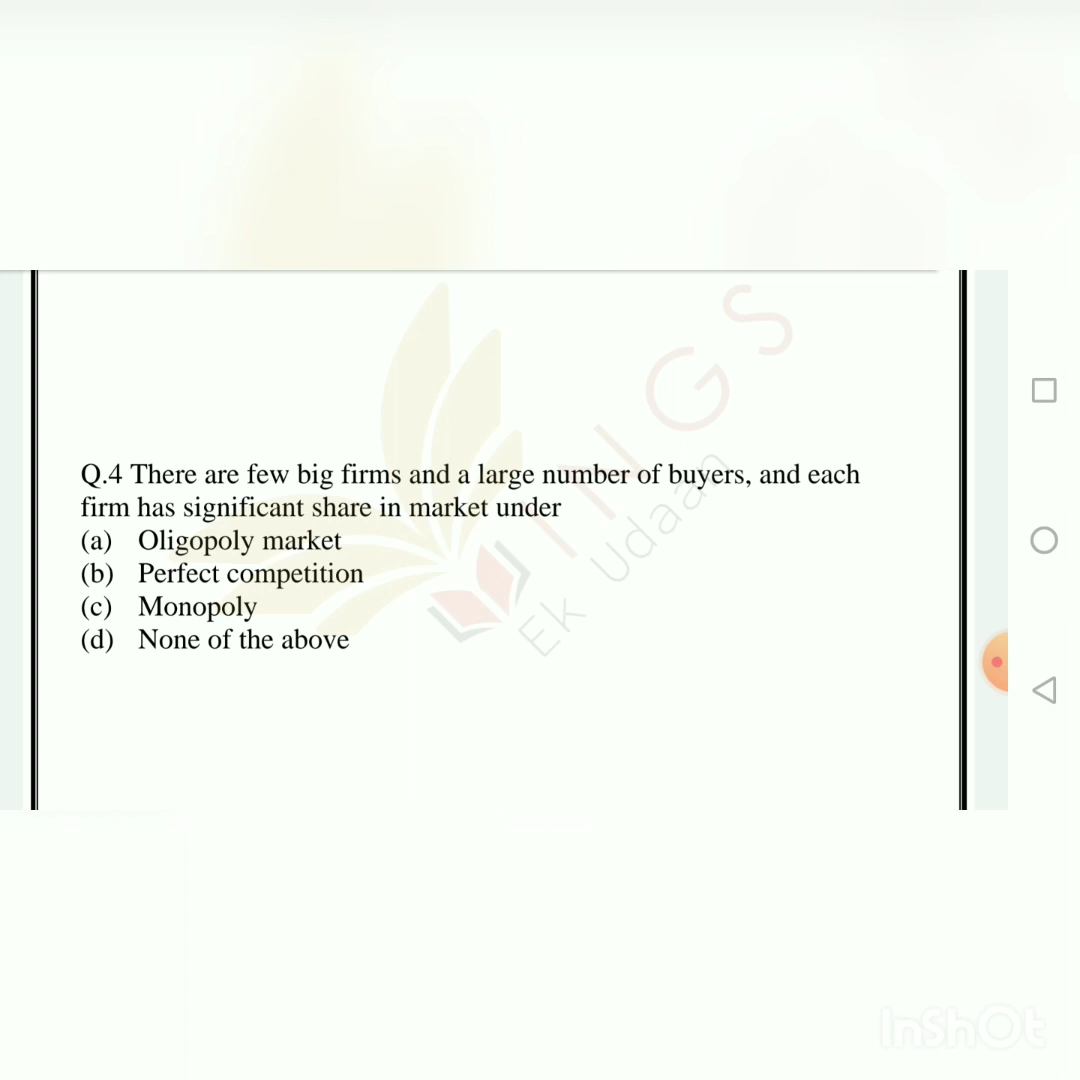 INGS
Ek Udaan
Q.4 There are few big firms and a large number of buyers, and each
firm has significant share in market under
(a) Oligopoly market
(b) Perfect competition
(c) Monopoly
(d) None of the above
InShOt